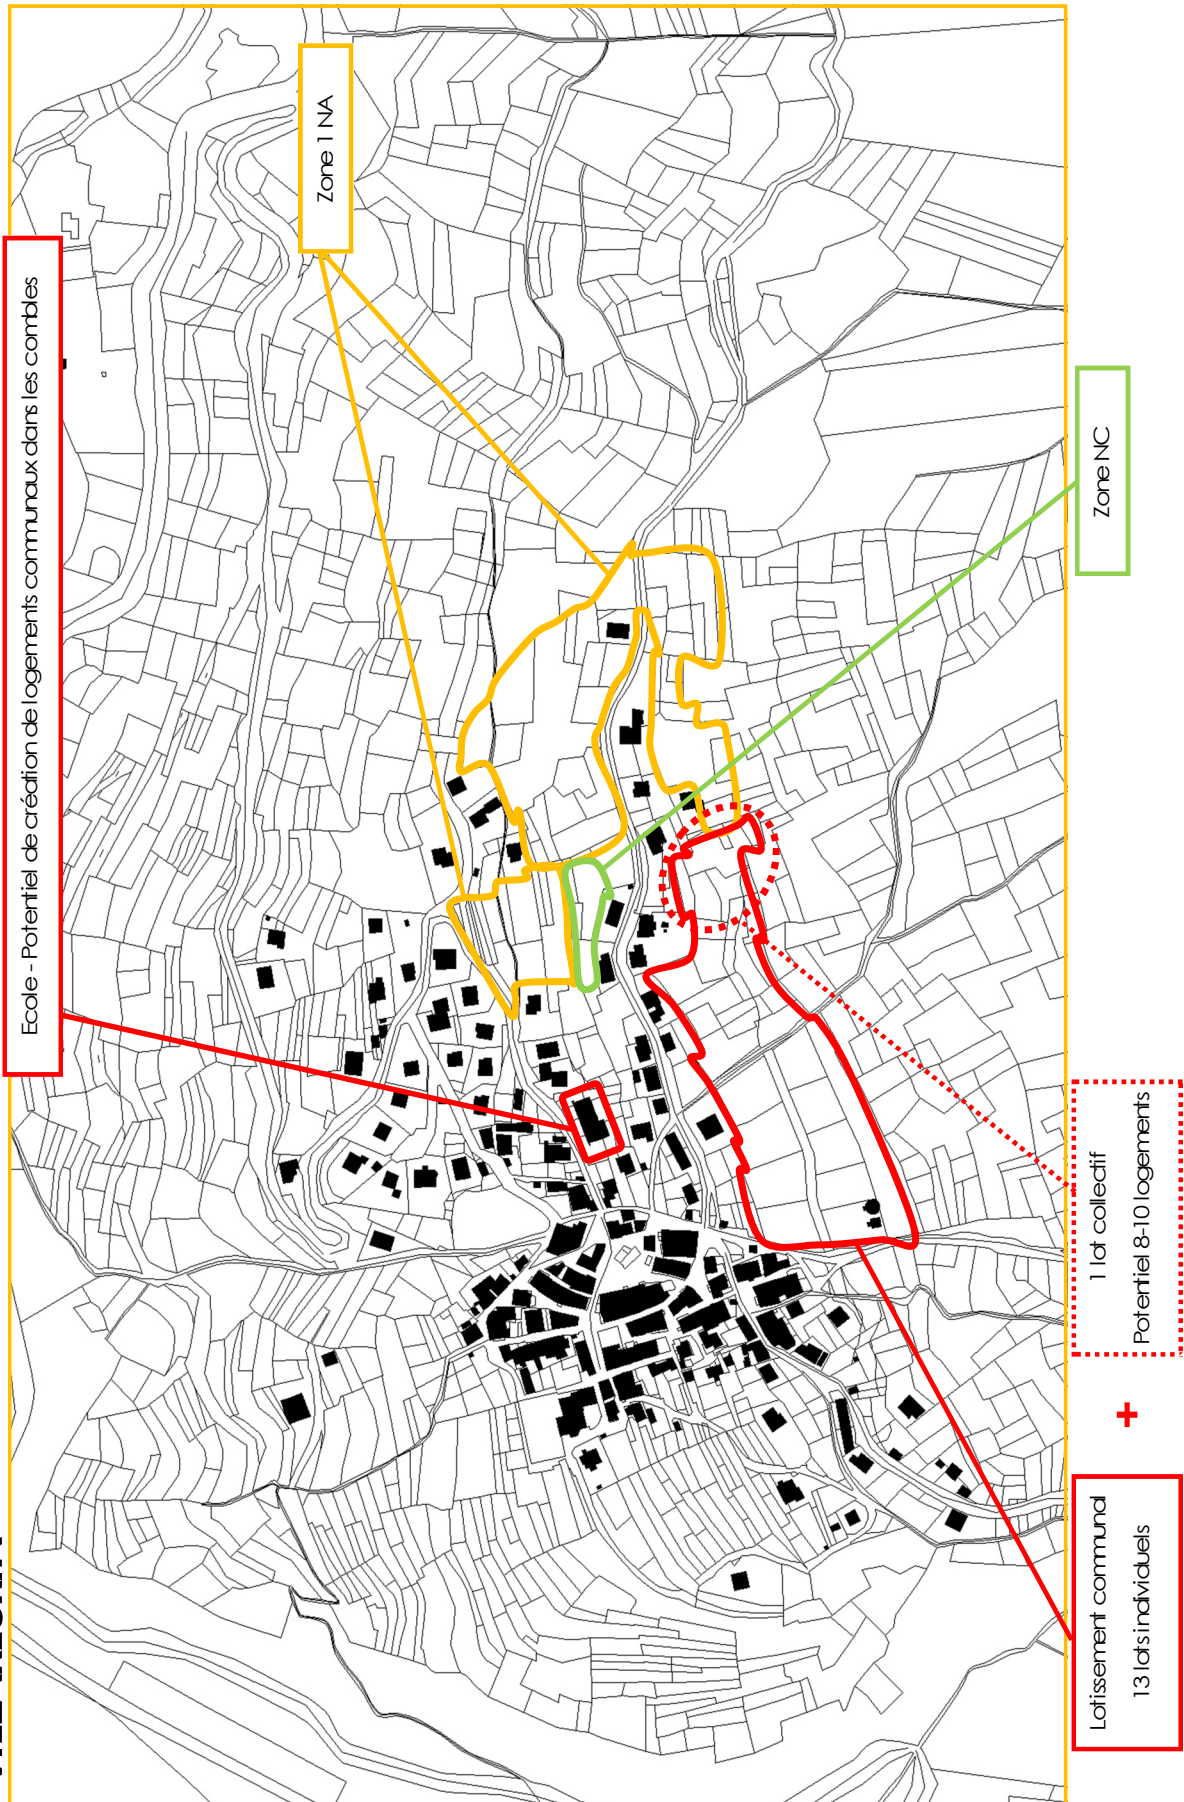 Ecole - Potentiel de création de logements communaux dans les combles
Zone 1 NA
Zone NC
Lotissement communal
13 lots individuels
+
1 lot collectif
Potentiel 8-10 logements